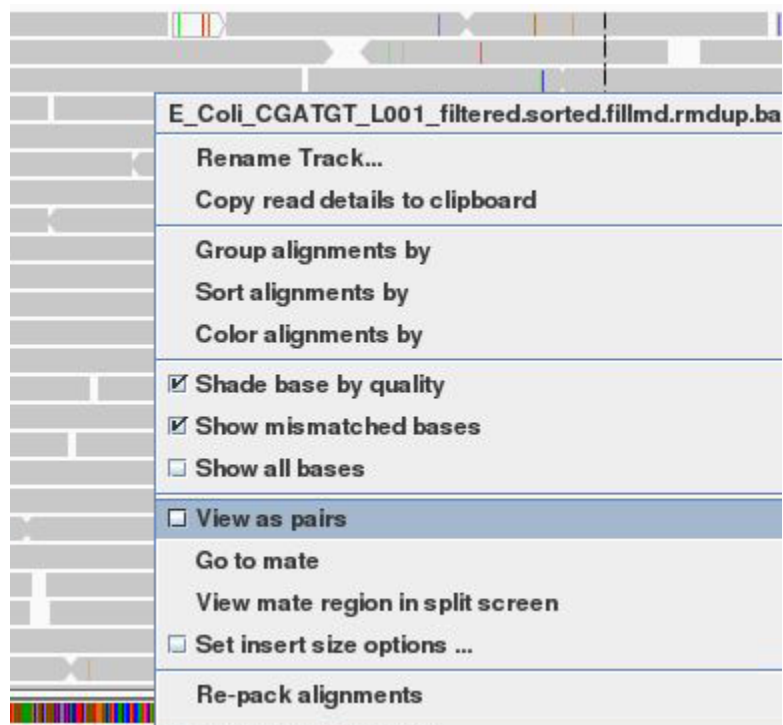 E_Coli_CGATGT_L001_filtered.sorted.fillmd.rmdup.ba
Rename Track...
Copy read details to clipboard
Group alignments by
Sort alignments by
Color alignments by
Shade base by quality
Show mismatched bases
Show all bases
View as pairs
Go to mate
View mate region in split screen
Set insert size options ...
Re-pack alignments